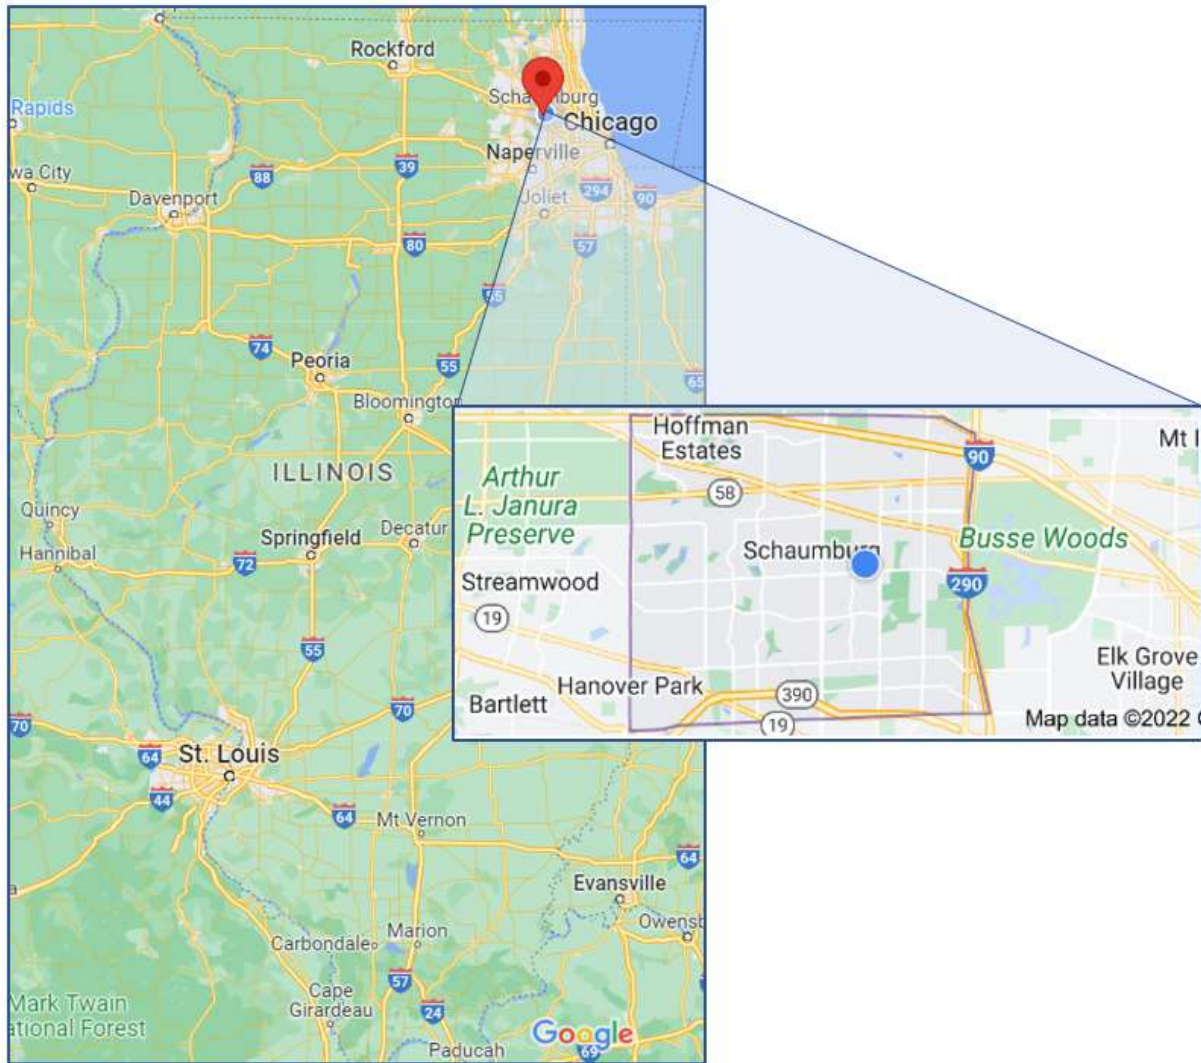 Rockford
Schaumburg
Chicago
Rapids
Naperville
88
39
wa City
Davenport
Joliet
294
90
80
57
55
74
Peoria
55
65
Bloomington
ILLINOIS
Quincy
Springfield
Decatur
Hannibal
72
55
70
70
64
St. Louis
44
64
Mt Vernon
64
Evansville
Owensb
Carbondale
Marion
57
Cape
Girardeau
24
Mark Twain
ational Forest
Google
69
Paducah
Hoffman
Estates
Mt
90
Arthur
L. Janura
Preserve
58
Busse Woods
Schaumburg
Streamwood
290
19
Elk Grove
Village
Hanover Park
390
Bartlett
19
Map data ©2022